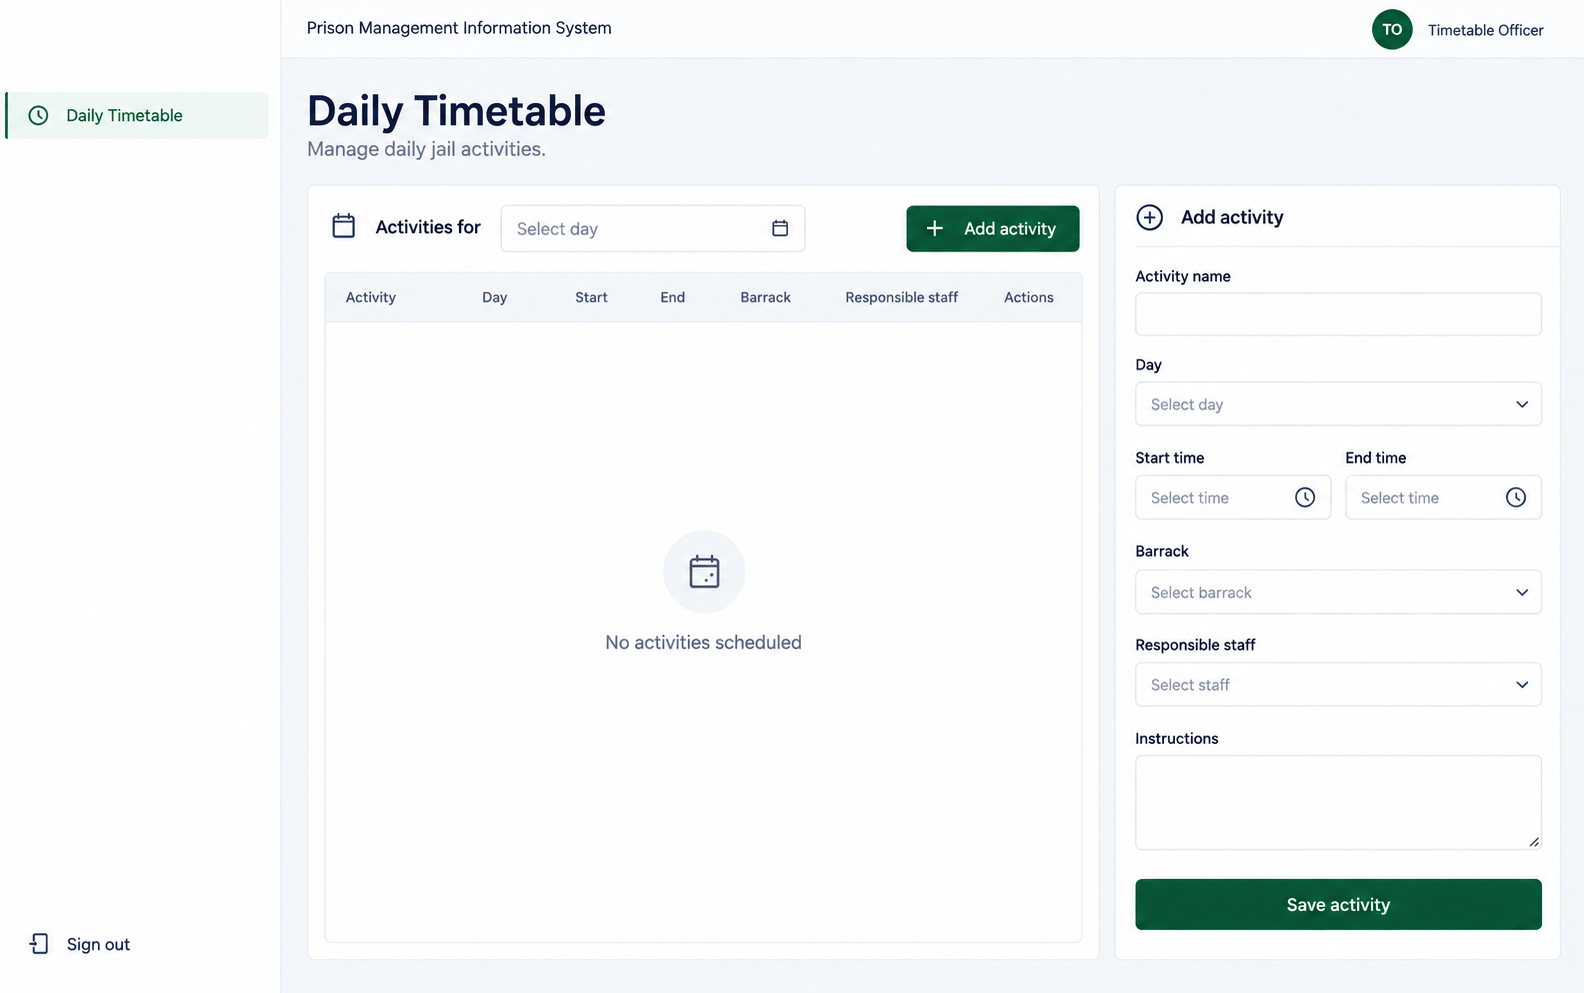 Prison Management Information System
TO
Timetable Officer
Daily Timetable
Sign out
Daily Timetable
Manage daily jail activities.
Activities for
Select day
Add activity
Activity
Day
Start
End
Barrack
Responsible staff
Actions
No activities scheduled
Add activity
Activity name
Day
Select day
Start time
End time
Select time
Select time
Barrack
Select barrack
Responsible staff
Select staff
Instructions
Save activity